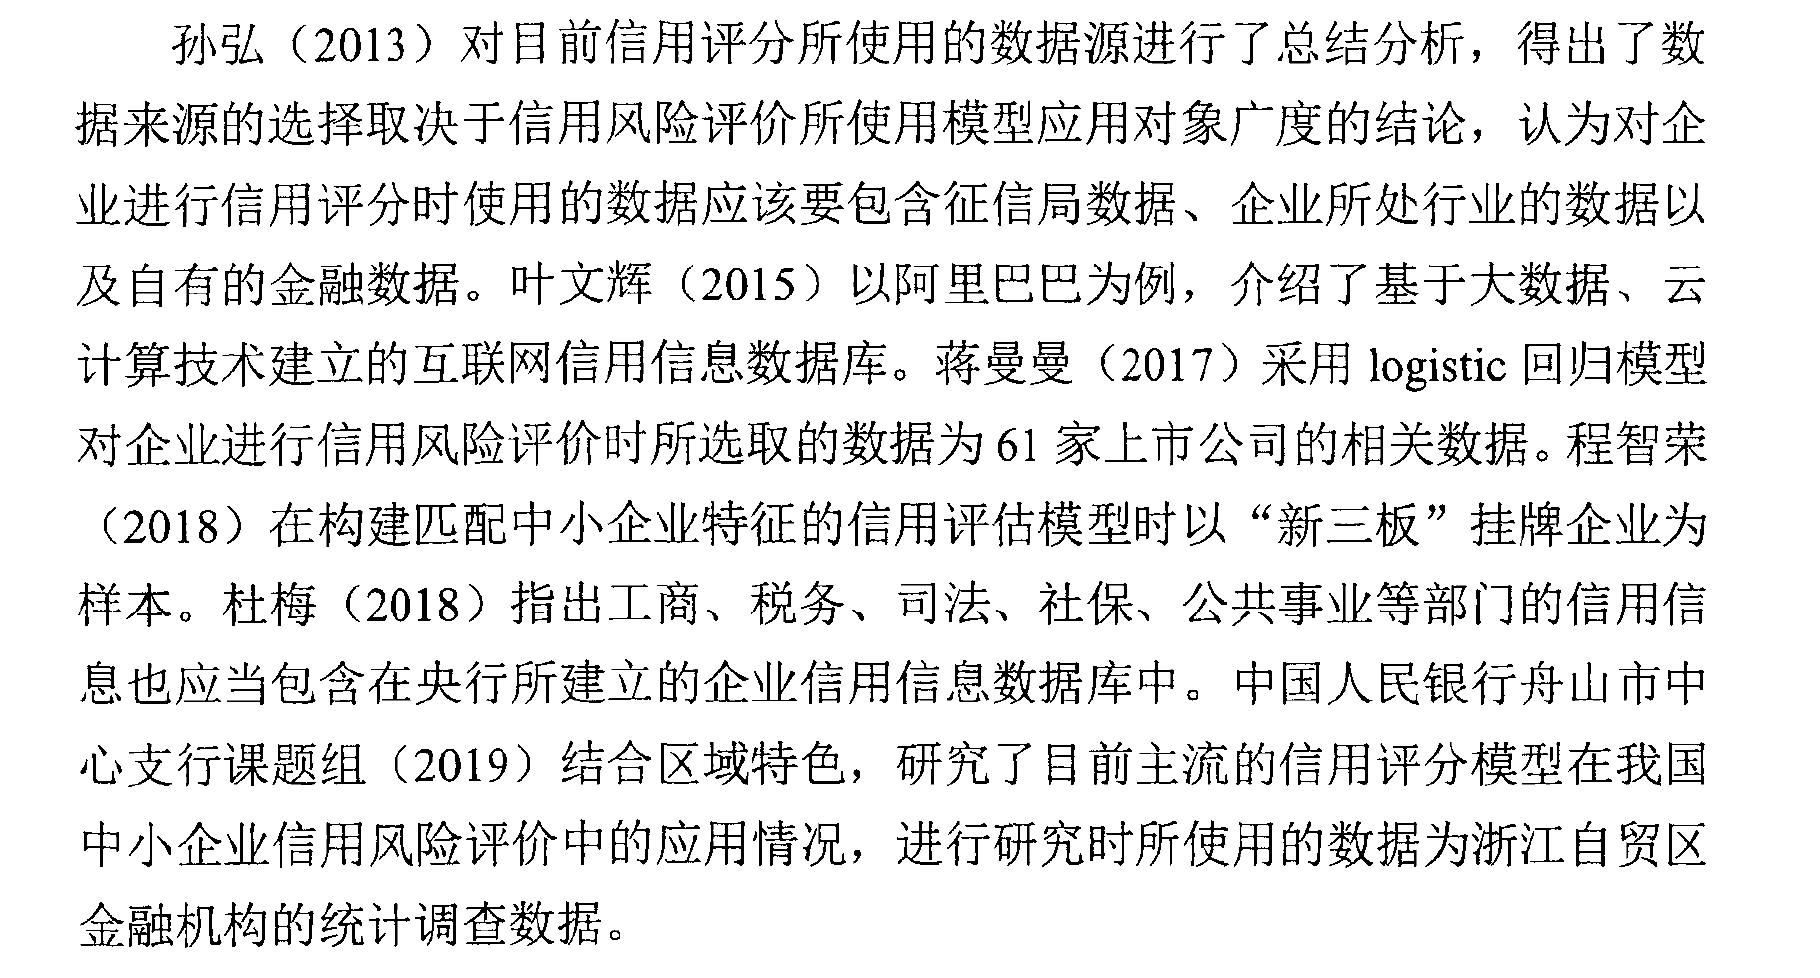 孙弘（2013）对目前信用评分所使用的数据源进行了总结分析，得出了数
据来源的选择取决于信用风险评价所使用模型应用对象广度的结论，认为对企
业进行信用评分时使用的数据应该要包含征信局数据、企业所处行业的数据以
及自有的金融数据。叶文辉（2015）以阿里巴巴为例，介绍了基于大数据、云
计算技术建立的互联网信用信息数据库。蒋曼曼（2017）采用 logistic 回归模型
对企业进行信用风险评价时所选取的数据为 61 家上市公司的相关数据。程智荣
（2018）在构建匹配中小企业特征的信用评估模型时以“新三板”挂牌企业为
样本。杜梅（2018）指出工商、税务、司法、社保、公共事业等部门的信用信
息也应当包含在央行所建立的企业信用信息数据库中。中国人民银行舟山市中
心支行课题组（2019）结合区域特色，研究了目前主流的信用评分模型在我国
中小企业信用风险评价中的应用情况，进行研究时所使用的数据为浙江自贸区
金融机构的统计调查数据。